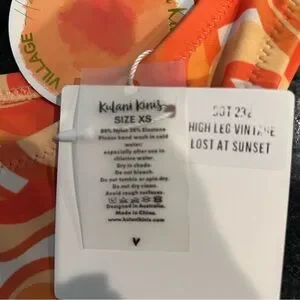 VILLAGE
Kulani Kinis
SIZE XS
80% Nylon 20% Elastane
Please hand wash in cold
water;
especially after use in
chlorine water.
Dry in shade.
Do not bleach.
Do not tumble or spin dry.
Do not dry clean.
Avoid rough surfaces.
Designed in Australia.
Made in China.
www.kulanikinis.com
BOT 232
HIGH LEG VINTAGE
LOST AT SUNSET